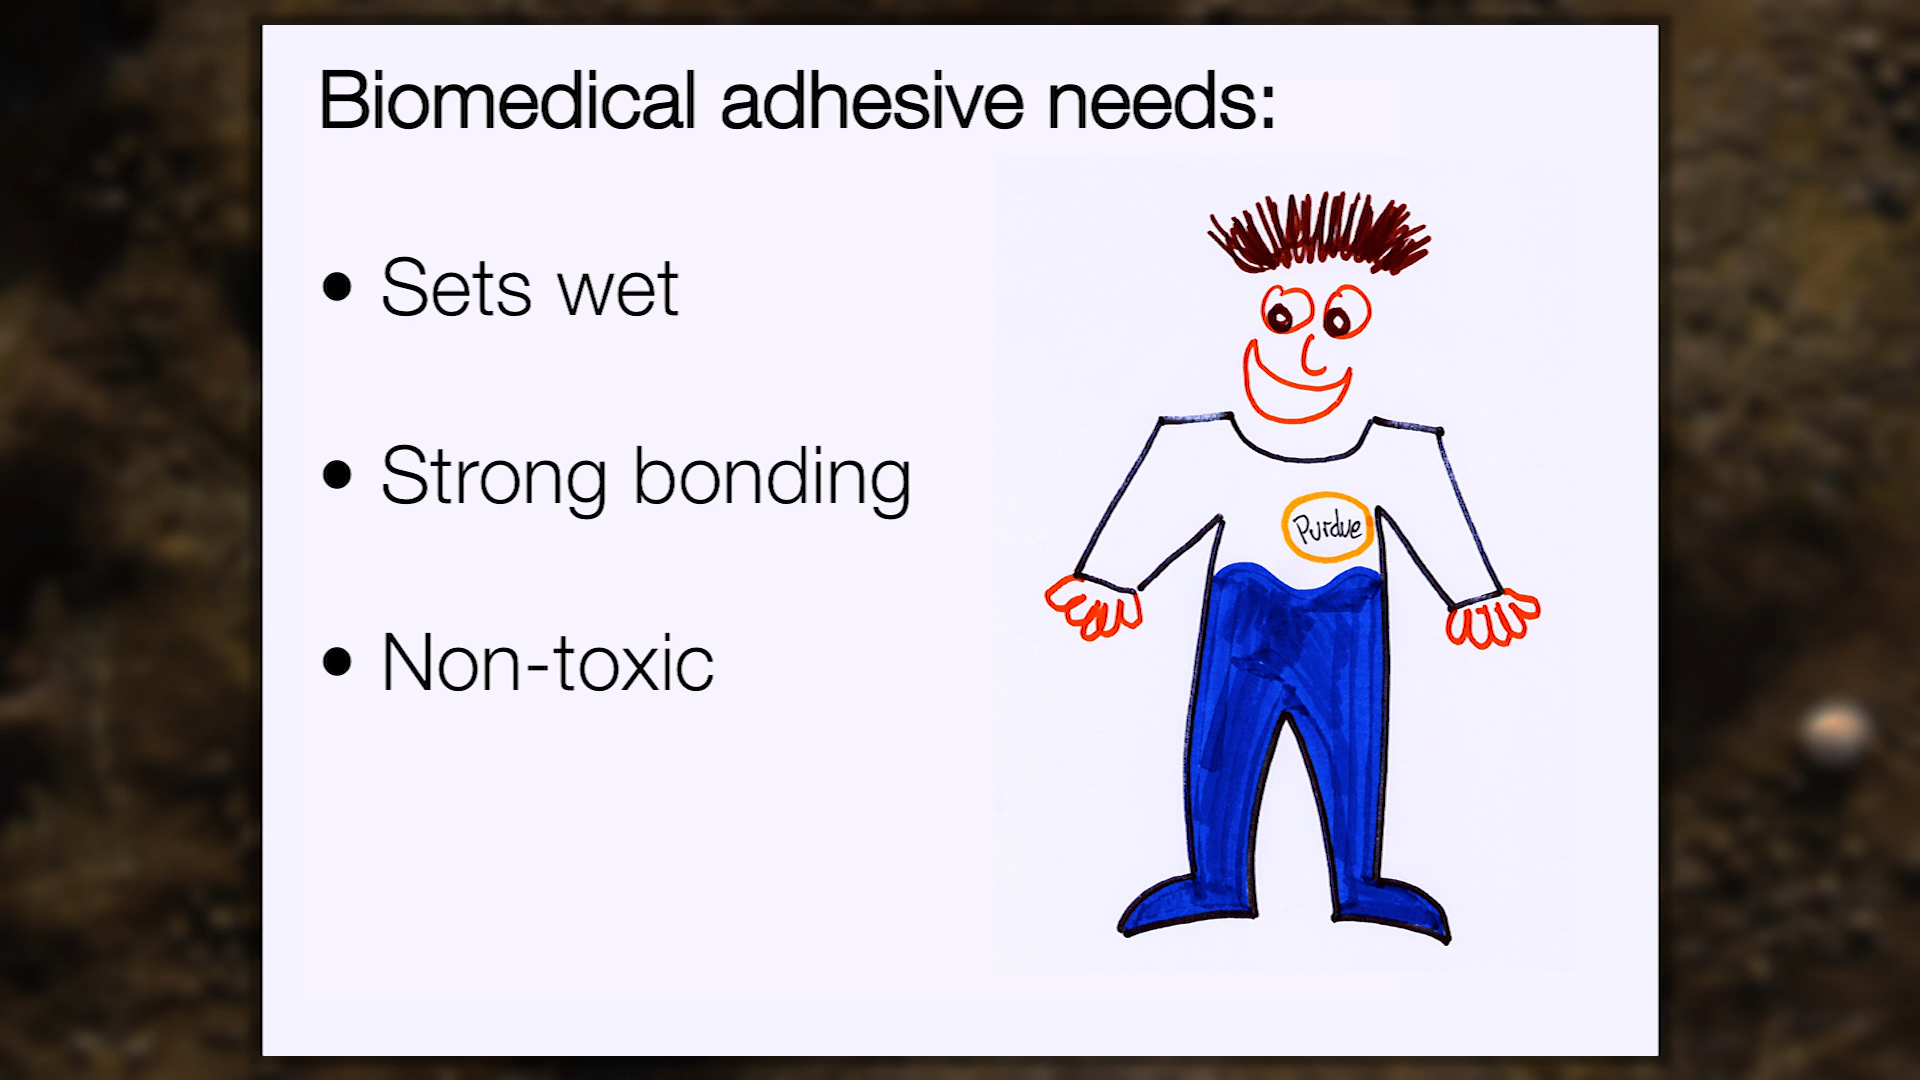 Biomedical adhesive needs:
• Sets wet
• Strong bonding
• Non-toxic
Purdue